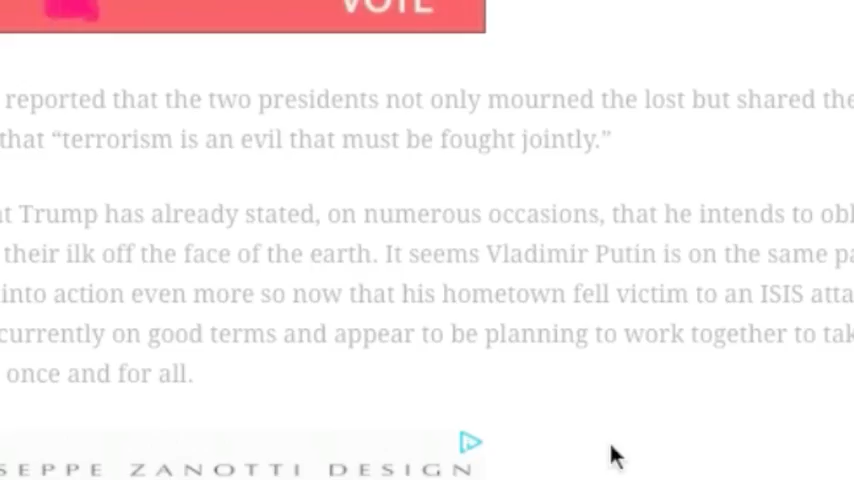 VOTE
reported that the two presidents not only mourned the lost but shared the
that “terrorism is an evil that must be fought jointly.”
Trump has already stated, on numerous occasions, that he intends to
their ilk off the face of the earth. It seems Vladimir Putin is on the same
into action even more so now that his hometown fell victim to an ISIS
currently on good terms and appear to be planning to work together to
once and for all.
ZANOTTI DESIGN